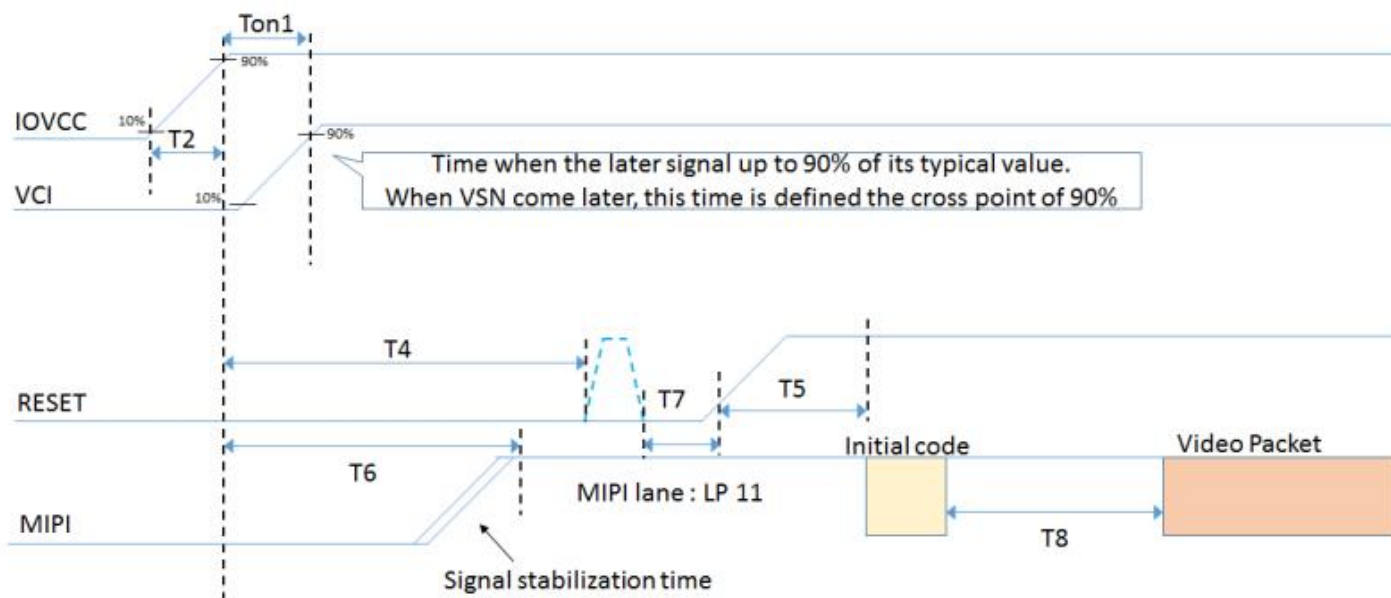 Ton1
90%
10%
IOVCC
T2
90%
Time when the later signal up to 90% of its typical value.
When VSN come later, this time is defined the cross point of 90%
VCI
10%
T4
T7
T5
RESET
T6
Initial code
Video Packet
MIPI lane : LP 11
MIPI
T8
Signal stabilization time